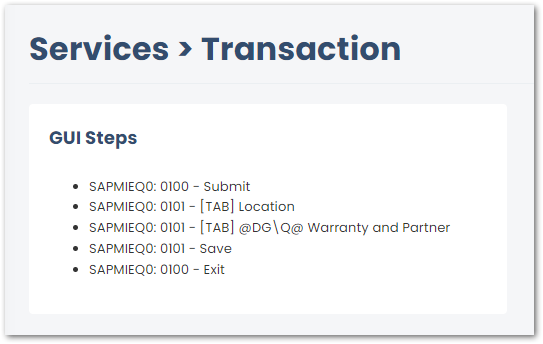 Services > Transaction
GUI Steps
SAPMIEQ0: 0100 - Submit
SAPMIEQ0: 0101 - [TAB] Location
SAPMIEQ0: 0101 - [TAB] @DG\Q@ Warranty and Partner
SAPMIEQ0: 0101 - Save
SAPMIEQ0: 0100 - Exit